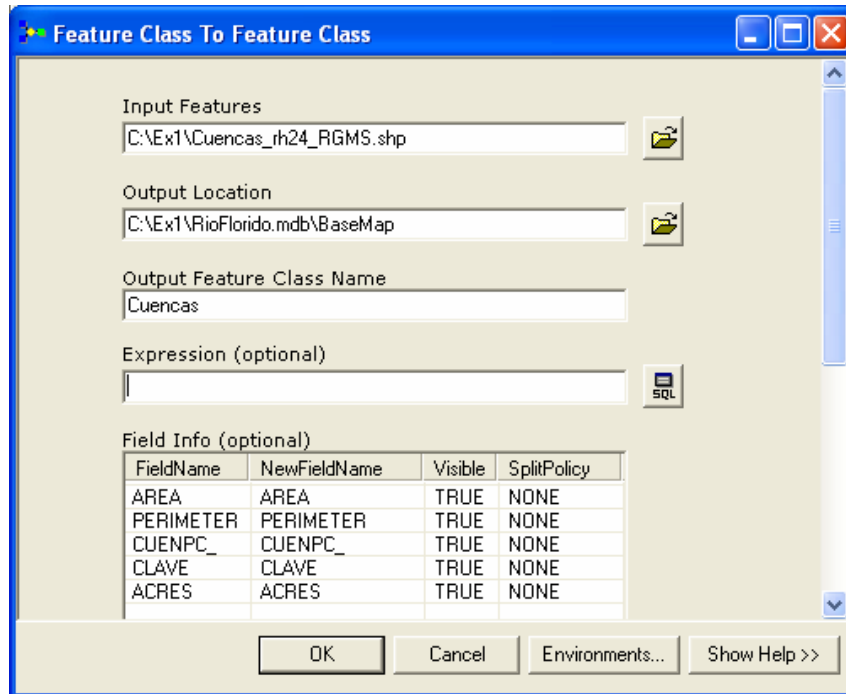 Feature Class To Feature Class
Input Features
C:\Ex1\Cuencas_rh24_RGMS.shp
Output Location
C:\Ex1\RioFlorido.mdb\BaseMap
Output Feature Class Name
Cuencas
Expression (optional)
SQL
Field Info (optional)
FieldName NewFieldName Visible SplitPolicy
AREA AREA TRUE NONE
PERIMETER PERIMETER TRUE NONE
CUENPC_ CUENPC_ TRUE NONE
CLAVE CLAVE TRUE NONE
ACRES ACRES TRUE NONE
OK Cancel Environments... Show Help >>